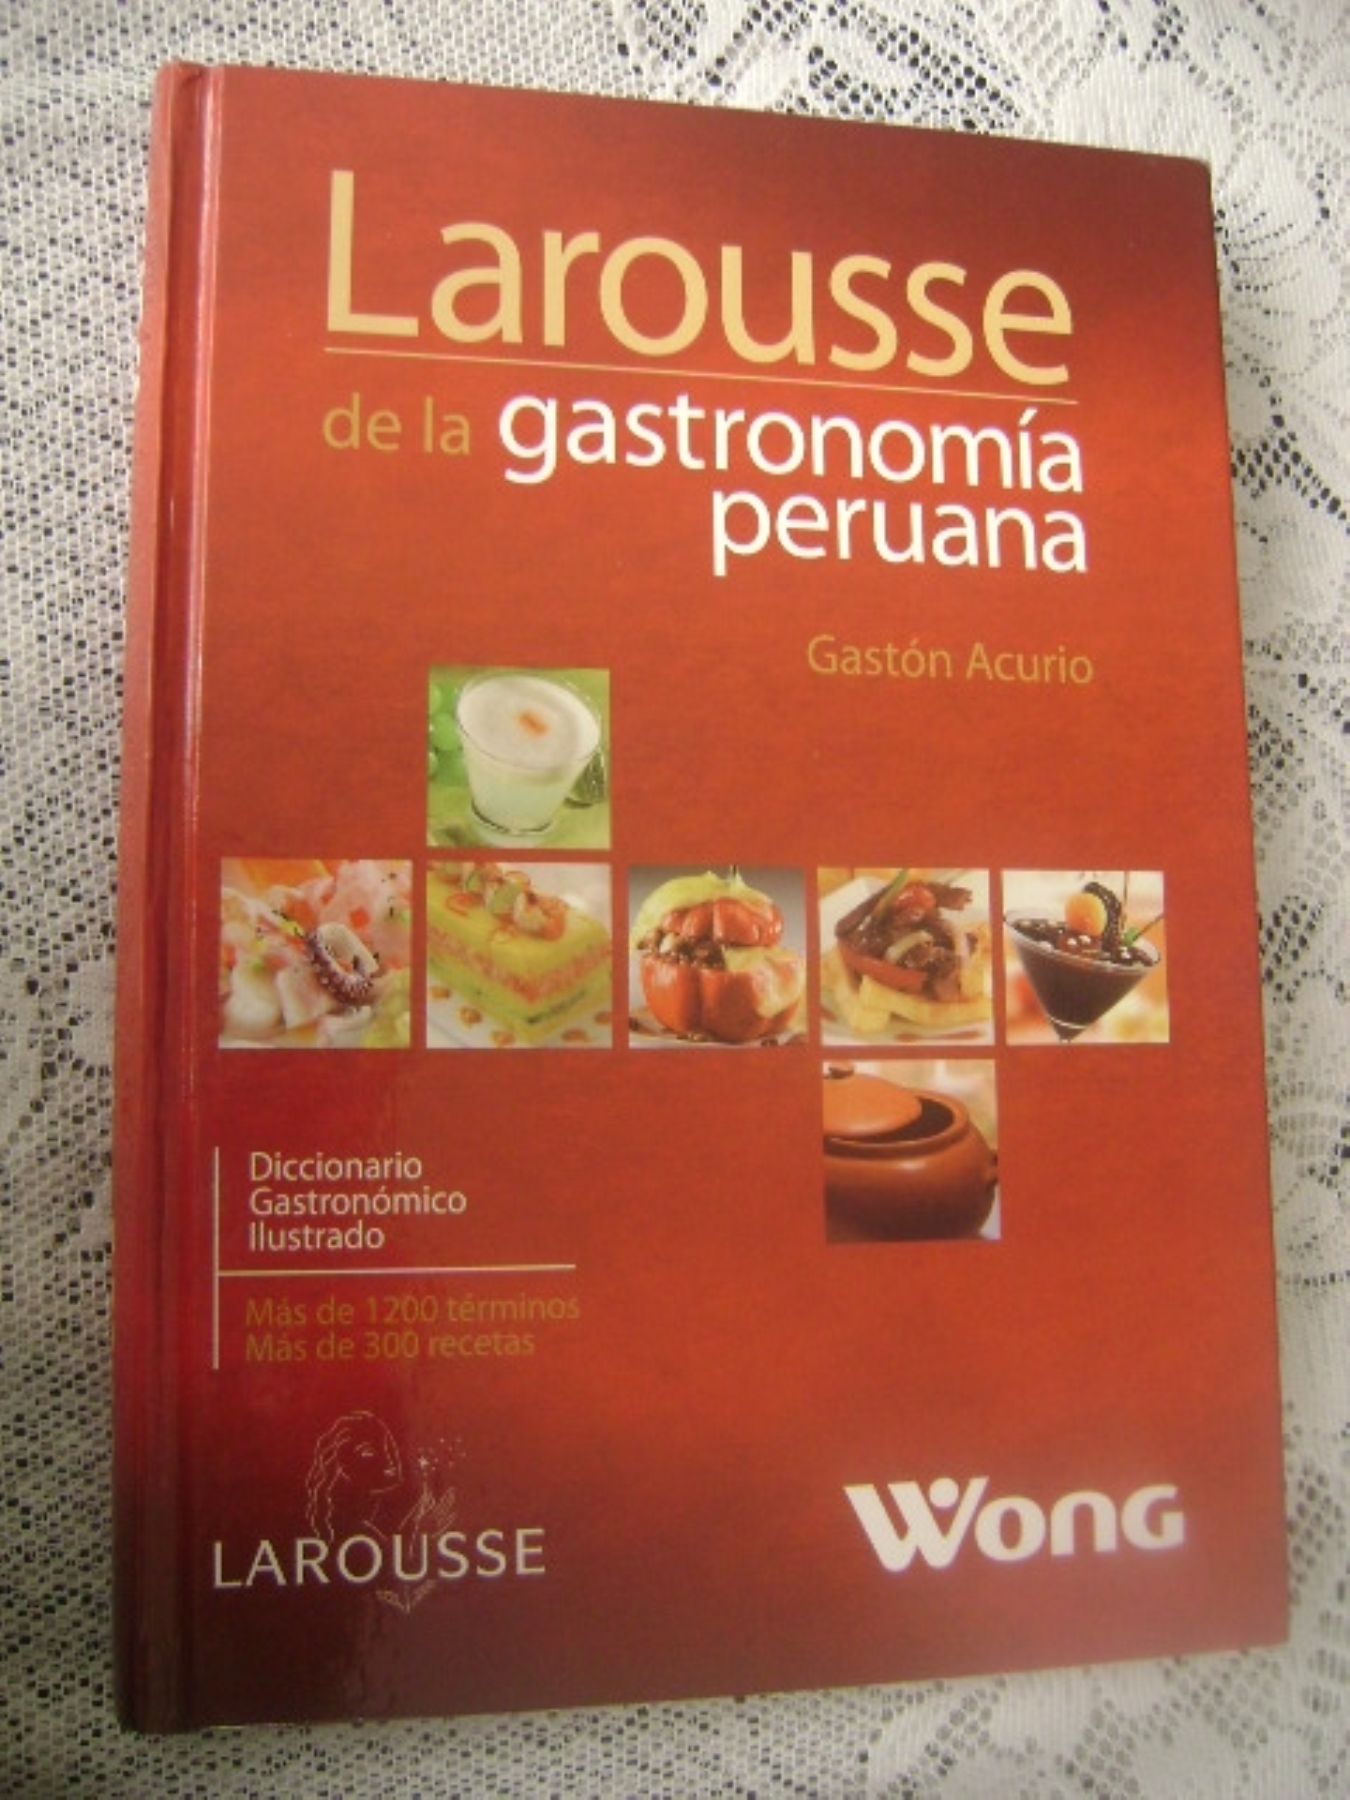 Larousse
de la gastronomía
peruana
Gastón Acurio
Diccionario
Gastronómico
Ilustrado
Más de 1200 términos
Más de 300 recetas
LAROUSSE
Wong